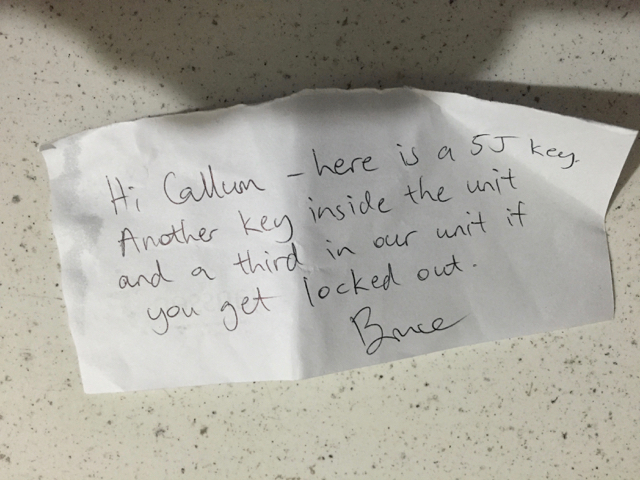 Hi Callum - here is a 5J key.
Another key inside the unit
and a third in our unit if
you get locked out.
Bruce